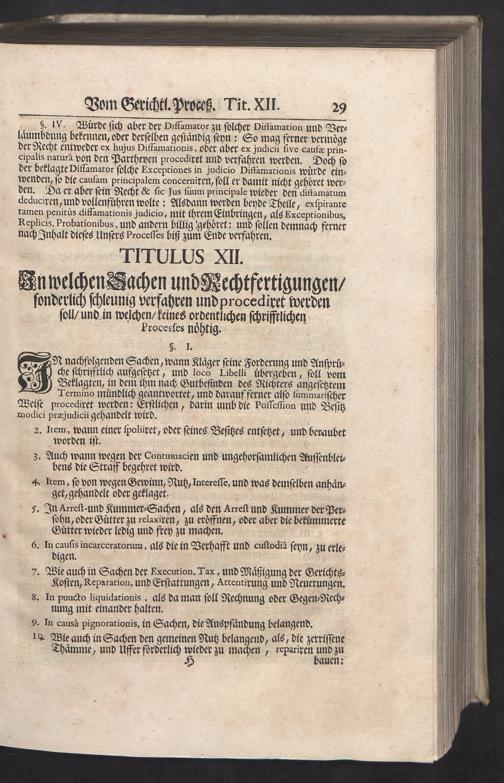 Vom Gerichtl. Proceß. Tit. XII. 29
§. IV. Würde sich aber der Diffamator zu solcher Diffamation und Ver-
läumbdung bekennen, oder derselben geständig seyn: So mag ferner vermöge
der Recht entweder ex hujus Diffamationis, oder aber ex judicii sive causæ prin-
cipalis naturâ von den Partheyen procediret und verfahren werden. Doch so
der beklagte Diffamator solche Exceptiones in judicio Diffamationis würde ein-
wenden, so die causam principalem concerniren, soll er damit nicht gehöret wer-
den. Da er aber sein Recht & sic Jus suum principale wieder den diffamatum
deduciren, und vollenführen wolte: Alsdann werden beyde Theile, exspirante
tamen penitùs diffamationis judicio, mit ihrem Einbringen, als Exceptionibus,
Replicis, Probationibus, und andern billig gehöret: und sollen demnach ferner
nach Inhalt dieses Unsers Processes biß zum Ende verfahren.
TITULUS XII.
In welchen Sachen und Rechtfertigungen/
sonderlich schleunig verfahren und procediret werden
soll/ und in welchen/ keines ordentlichen schrifftlichen
Processes nöhtig.
§. I.
IN nachfolgenden Sachen, wann Kläger seine Forderung und Ansprü-
che schrifftlich aufgesetzet, und loco Libelli übergeben, soll vom
Beklagten, in dem ihm nach Gutbefinden des Richters angesetztem
Termino mündlich geantwortet, und darauf ferner also summarischer
Weise procediret werden: Erstlichen, darin umb die Possession und Besitz
modici præjudicii gehandelt wird.
2. Item, wann einer spoliiret, oder seines Besitzes entsetzet, und beraubet
worden ist.
3. Auch wann wegen der Contumacien und ungehorsamlichen Aussenblei-
bens die Straff begehret wird.
4. Item, so von wegen Gewinn, Nutz, Interesse, und was demselben anhän-
get, gehandelt oder geklaget.
5. In Arrest-und Kummer-Sachen, als den Arrest und Kummer der Per-
sohn, oder Gütter zu relaxiren, zu eröffnen, oder aber die bekümmerte
Gütter wieder ledig und frey zu machen.
6. In causis incarceratorum, als die in Verhafft und custodiâ seyn, zu erle-
digen.
7. Wie auch in Sachen der Execution, Tax, und Mäßigung der Gerichts-
Kosten, Reparation, und Erstattungen, Attentirung und Neuerungen.
8. In puucto liquidationis, als da man soll Rechnung oder Gegen-Rech-
nung mit einander halten.
9. In causâ pignorationis, in Sachen, die Auspfändung belangend.
10. Wie auch in Sachen den gemeinen Nutz belangend, als, die zerrissene
Thämme, und Uffer förderlich wieder zu machen, repariren und zu
H bauen: